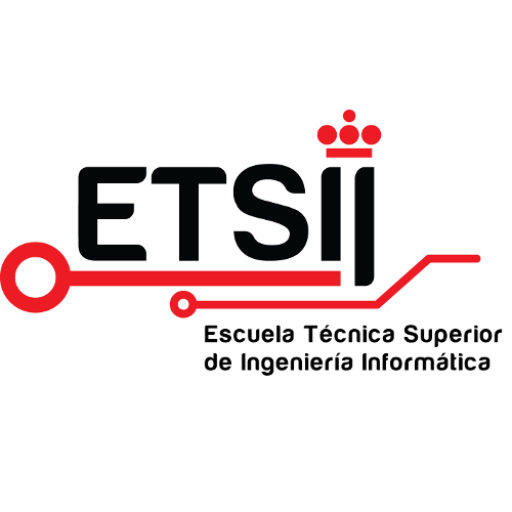 ETSII
Escuela Técnica Superior
de Ingeniería Informática